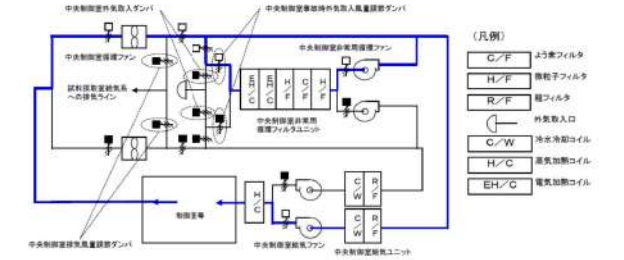 中央制御室外気取入ダンパ
中央制御室事故時外気取入風量調節ダンパ
中央制御室循環ファン
中央制御室非常用循環ファン
試料採取室給気系
への排気ライン
EH/C
H/F
C/F
H/F
中央制御室非常用
循環フィルタユニット
制御室等
H/C
C/W
R/F
C/W
R/F
中央制御室排気風量調節ダンパ
中央制御室給気ファン
中央制御室給気ユニット
(凡例)
C/F
よう素フィルタ
H/F
微粒子フィルタ
R/F
粗フィルタ
外気取入口
C/W
冷水冷却コイル
H/C
蒸気加熱コイル
EH/C
電気加熱コイル